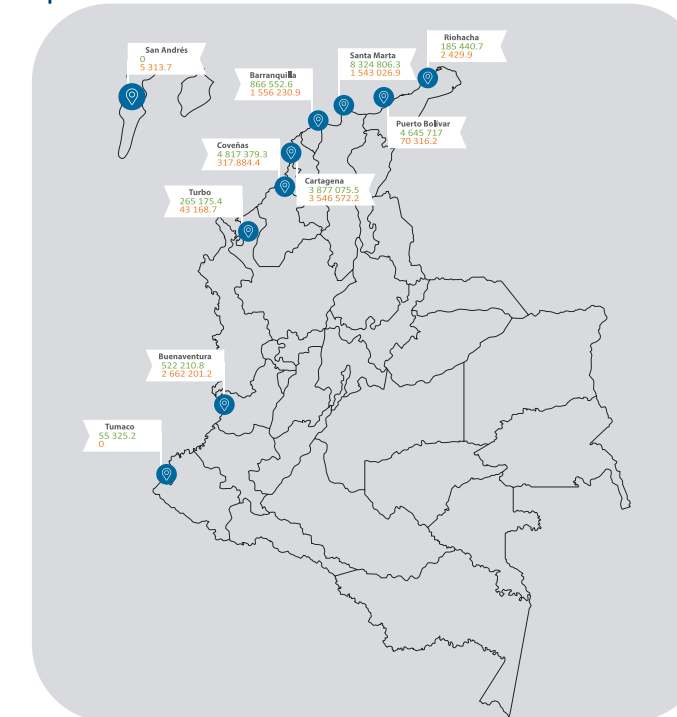 San Andrés
0
5 313.7
Riohacha
185 440.7
2 429.9
Santa Marta
8 324 806.3
1 543 026.9
Barranquilla
866 552.6
1 556 230.9
Puerto Bolívar
4 645 717
70 316.2
Coveñas
4 817 379.3
317,884.4
Cartagena
3 877 075.5
3 546 572.2
Turbo
265 175.4
43 168.7
Buenaventura
522 210.8
2 662 201.2
Tumaco
55 325.2
0